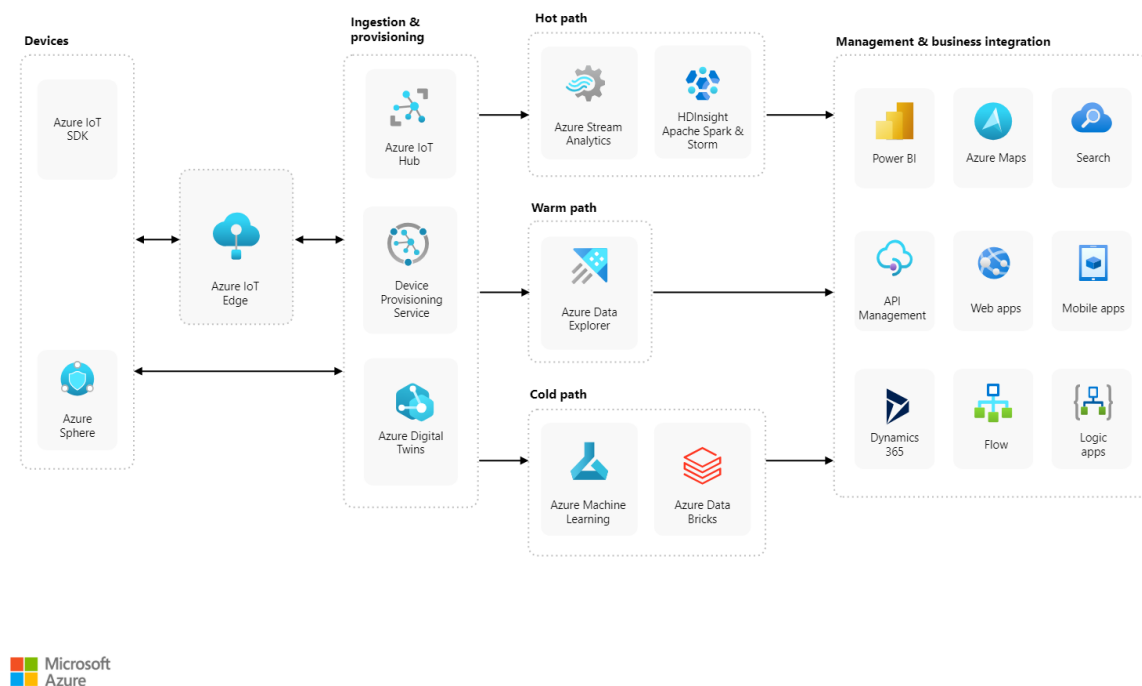 Devices
Azure IoT
SDK
Azure
Sphere
Azure IoT
Edge
Ingestion &
provisioning
Azure IoT
Hub
Device
Provisioning
Service
Azure Digital
Twins
Hot path
Azure Stream
Analytics
HDInsight
Apache Spark &
Storm
Warm path
Azure Data
Explorer
Cold path
Azure Machine
Learning
Azure Data
Bricks
Management & business integration
Power BI
Azure Maps
Search
API
Management
Web apps
Mobile apps
Dynamics
365
Flow
Logic
apps
Microsoft
Azure